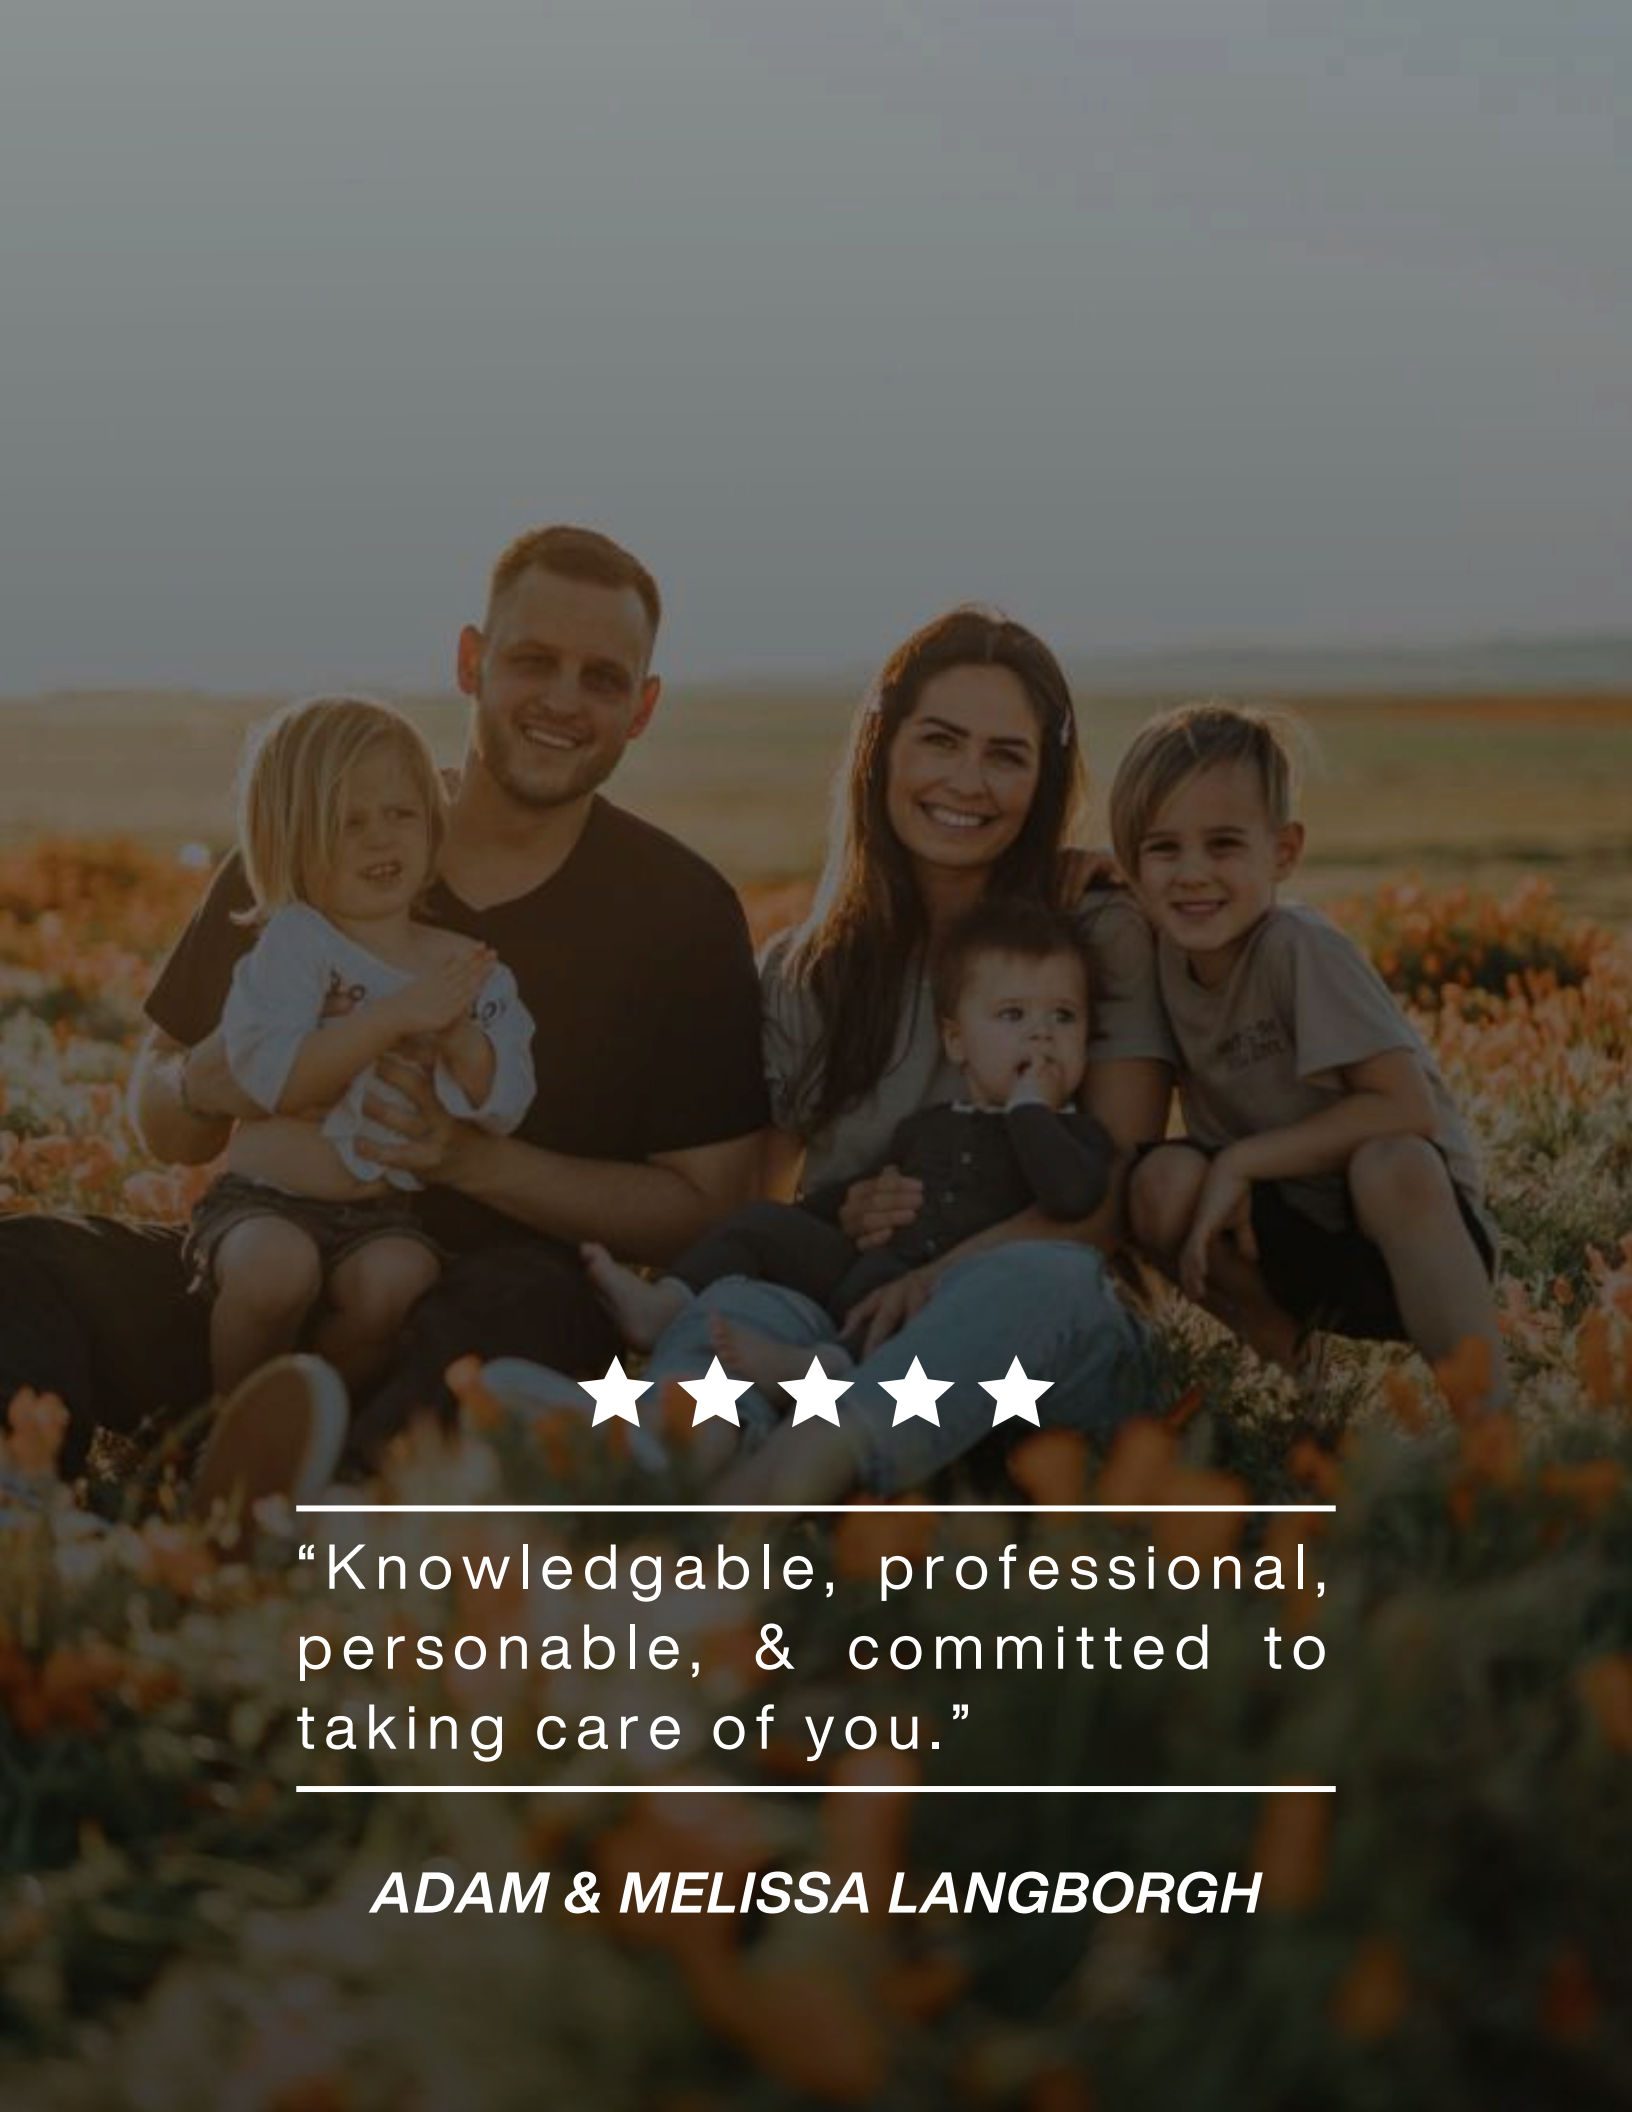 “Knowledgable, professional,
personable, & committed to
taking care of you.”
ADAM & MELISSA LANGBORGH